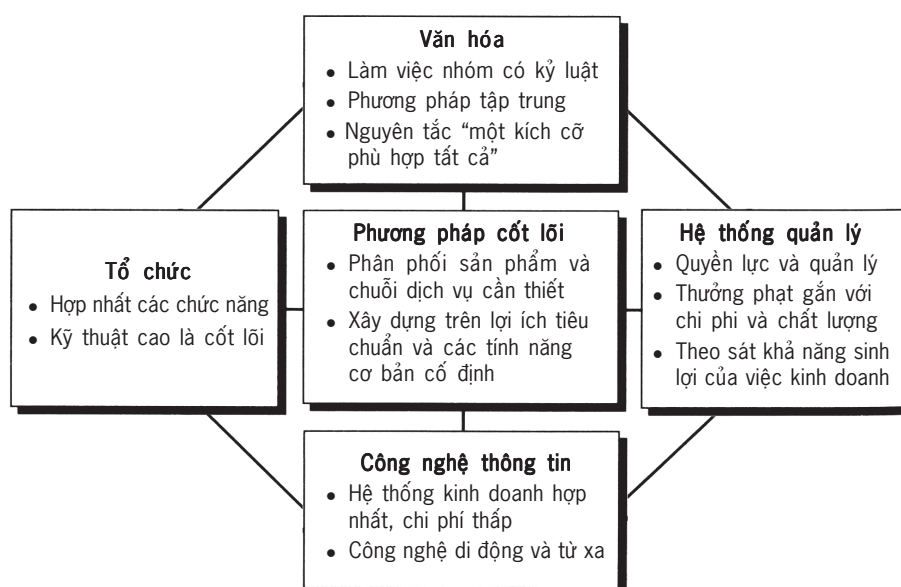 Văn hóa
• Làm việc nhóm có kỷ luật
• Phương pháp tập trung
• Nguyên tắc “một kích cỡ
phù hợp tất cả”
Tổ chức
• Hợp nhất các chức năng
• Kỹ thuật cao là cốt lõi
Phương pháp cốt lõi
• Phân phối sản phẩm và
chuỗi dịch vụ cần thiết
• Xây dựng trên lợi ích tiêu
chuẩn và các tính năng
cơ bản cố định
Hệ thống quản lý
• Quyền lực và quản lý
• Thưởng phạt gắn với
chi phi và chất lượng
• Theo sát khả năng sinh
lợi của việc kinh doanh
Công nghệ thông tin
• Hệ thống kinh doanh hợp
nhất, chi phí thấp
• Công nghệ di động và từ xa